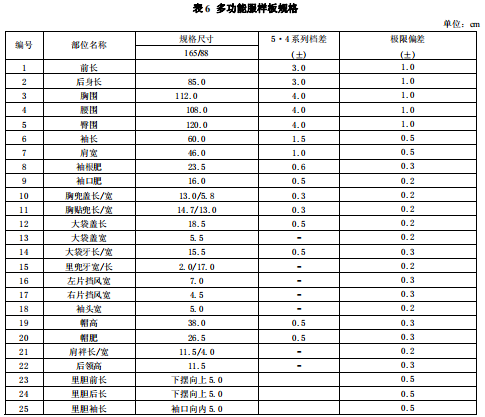 表6 多功能服样板规格
单位：cm
编号 部位名称 规格尺寸 5·4系列档差 极限偏差
165/88 （±） （±）
1 前长 3.0 1.0
2 后身长 85.0 3.0 1.0
3 胸围 112.0 4.0 1.0
4 腰围 108.0 4.0 1.0
5 臀围 120.0 4.0 1.0
6 袖长 60.0 1.5 0.5
7 肩宽 46.0 1.0 0.5
8 袖根肥 23.5 0.6 0.3
9 袖口肥 16.0 0.5 0.2
10 胸兜盖长/宽 13.0/5.8 0.3 0.2
11 胸贴兜长/宽 14.7/13.0 0.3 0.2
12 大袋盖长 18.5 0.5 0.2
13 大袋盖宽 5.5 - 0.2
14 大袋牙长/宽 15.5 0.5 0.3
15 里兜牙宽/长 2.0/17.0 - 0.2
16 左片挡风宽 7.0 - 0.3
17 右片挡风宽 4.5 - 0.3
18 袖头宽 5.0 - 0.2
19 帽高 38.0 0.5 0.3
20 帽肥 26.5 0.5 0.3
21 肩袢长/宽 11.5/4.0 - 0.2
22 后领高 11.5 - 0.3
23 里胆前长 下摆向上5.0 0.5
24 里胆后长 下摆向上5.0 0.5
25 里胆袖长 袖口向内5.0 0.5